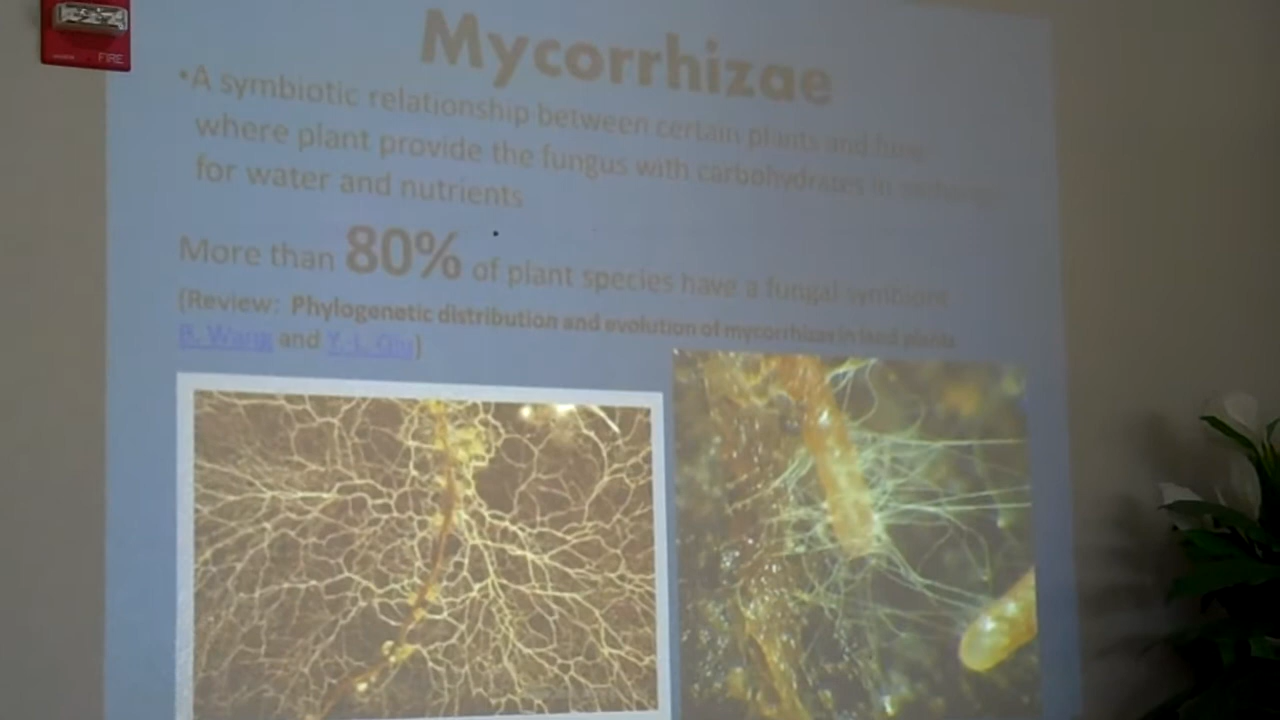 FIRE
Mycorrhizae
•A symbiotic relationship between certain plants and fungi
where plant provide the fungus with carbohydrates in exchange
for water and nutrients
More than 80% of plant species have a fungal symbiont
(Review: Phylogenetic distribution and evolution of mycorrhizas in land plants
B. Wang and Y.-L. Qiu)